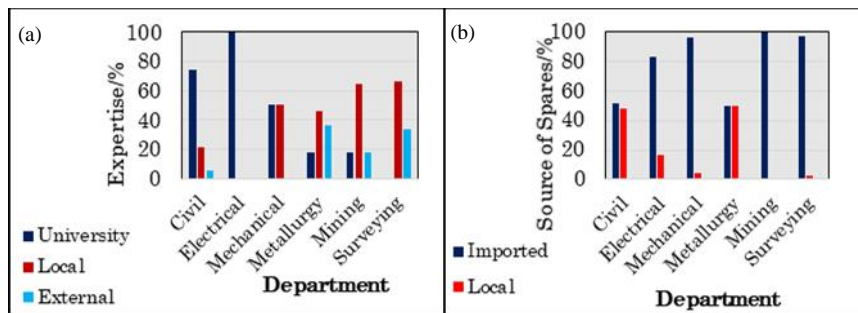 (a)
Expertise/%
100
80
60
40
20
0
Civil
Electrical
Mechanical
Metallurgy
Mining
Surveying
University
Local
External
Department
(b)
Source of Spares/%
100
80
60
40
20
0
Civil
Electrical
Mechanical
Metallurgy
Mining
Surveying
Imported
Local
Department